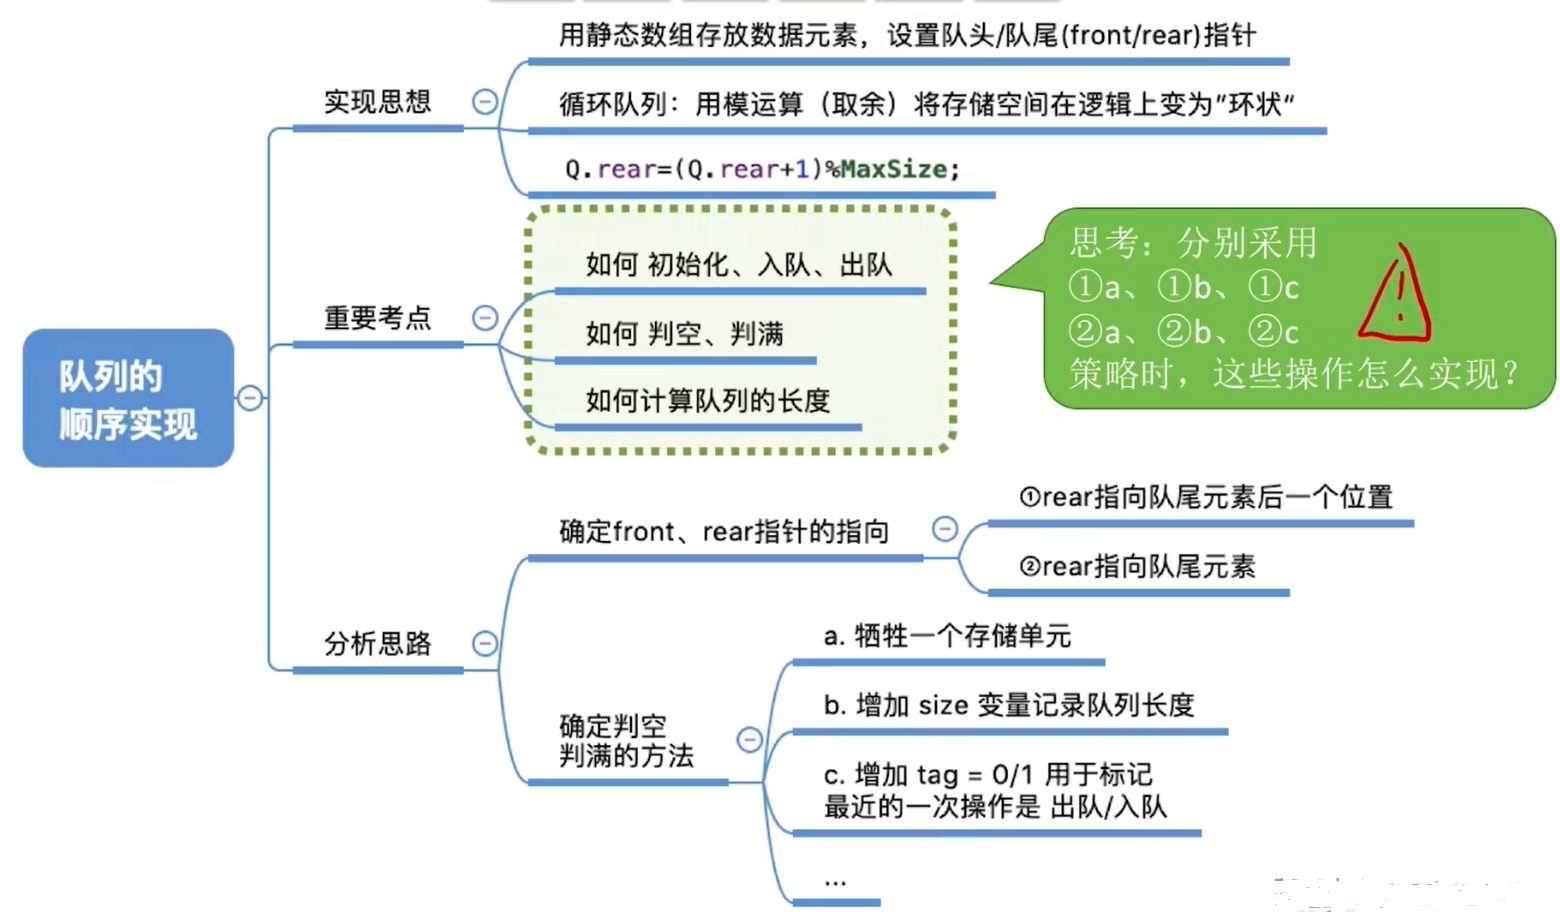 用静态数组存放数据元素，设置队头/队尾(front/rear)指针
实现思想
循环队列：用模运算（取余）将存储空间在逻辑上变为"环状"
Q.rear=(Q.rear+1)%MaxSize;
如何 初始化、入队、出队
重要考点
如何 判空、判满
如何计算队列的长度
思考：分别采用
①a、①b、①c
②a、②b、②c
策略时，这些操作怎么实现？
队列的
顺序实现
确定front、rear指针的指向
①rear指向队尾元素后一个位置
②rear指向队尾元素
分析思路
确定判空
判满的方法
a. 牺牲一个存储单元
b. 增加 size 变量记录队列长度
c. 增加 tag = 0/1 用于标记
最近的一次操作是 出队/入队
...